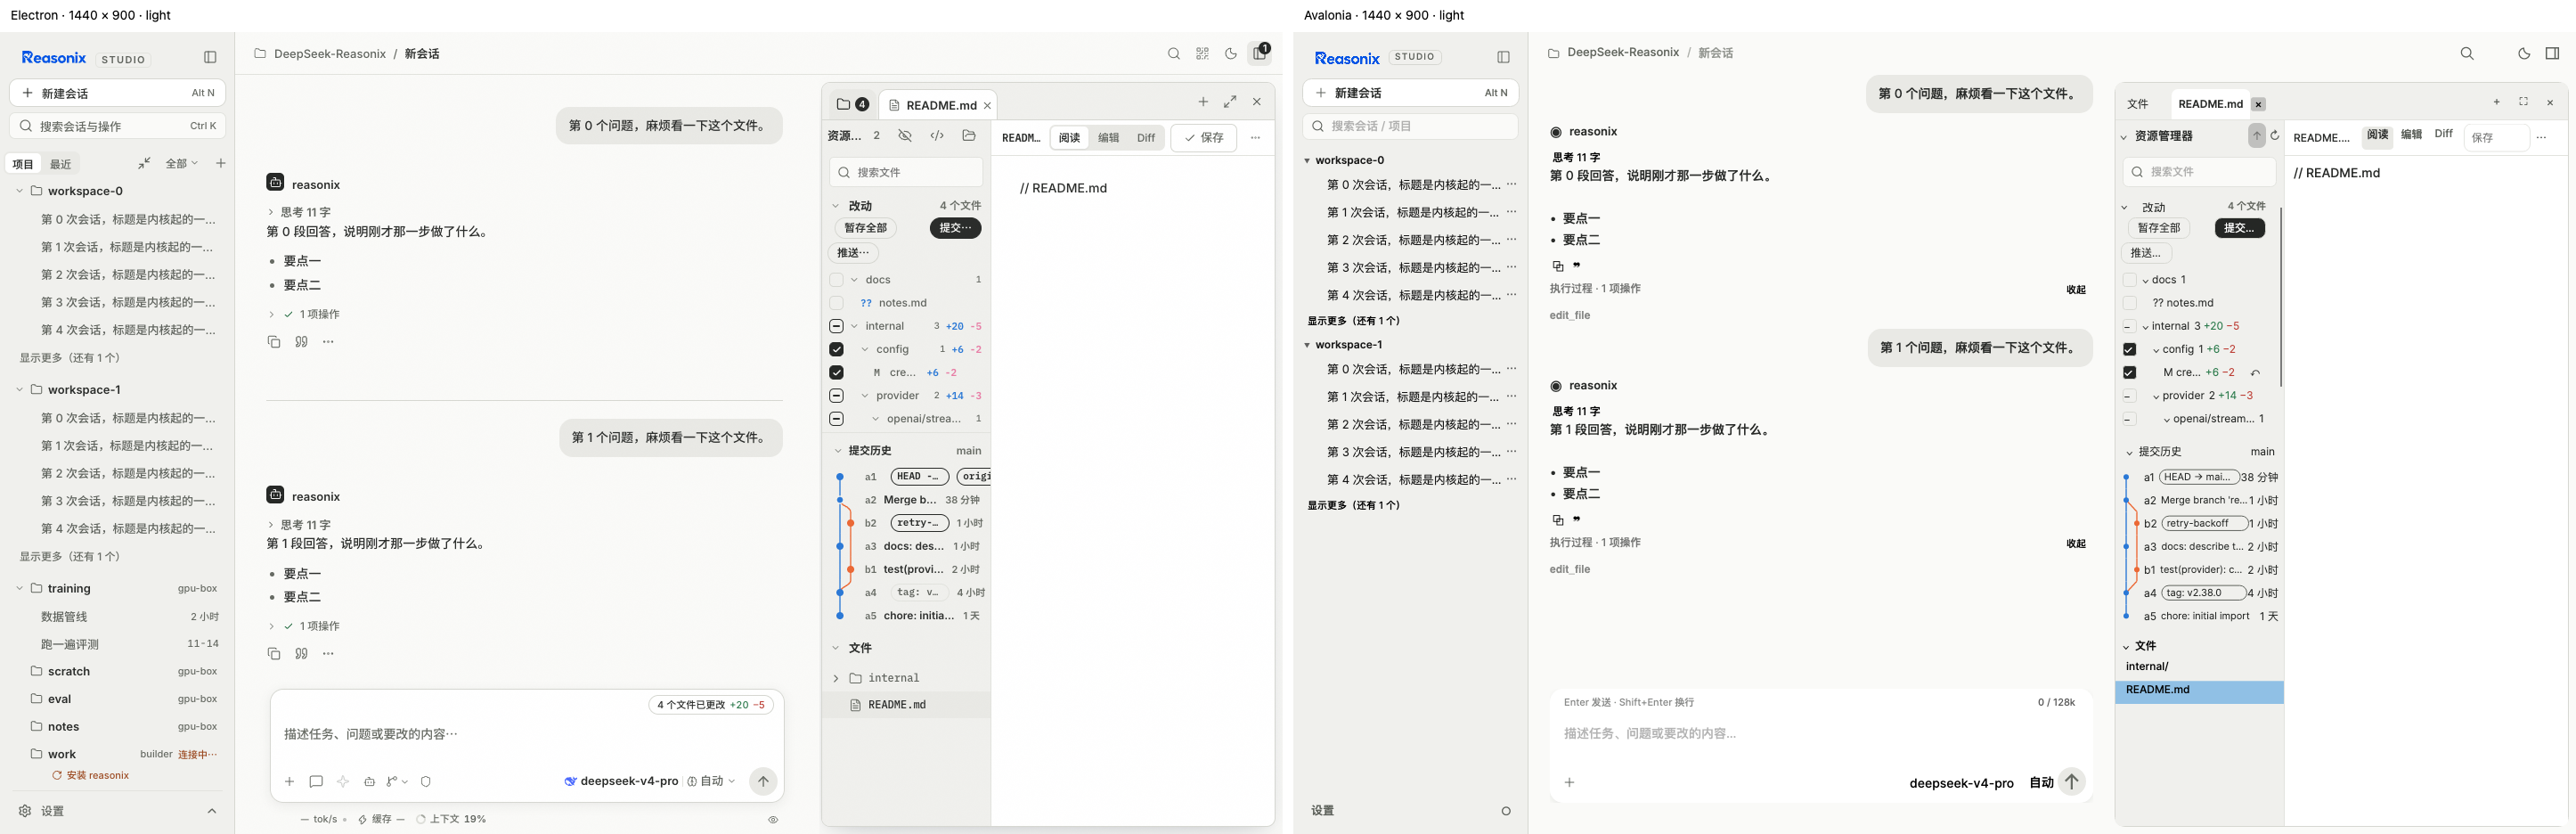 Electron · 1440 × 900 · light
Reasonix STUDIO
新建会话 Alt N
搜索会话与操作 Ctrl K
项目 最近 全部
workspace-0
第 0 次会话，标题是内核起的一...
第 1 次会话，标题是内核起的一...
第 2 次会话，标题是内核起的一...
第 3 次会话，标题是内核起的一...
第 4 次会话，标题是内核起的一...
显示更多（还有 1 个）
workspace-1
第 0 次会话，标题是内核起的一...
第 1 次会话，标题是内核起的一...
第 2 次会话，标题是内核起的一...
第 3 次会话，标题是内核起的一...
第 4 次会话，标题是内核起的一...
显示更多（还有 1 个）
training gpu-box
数据管线 2 小时
跑一遍评测 11-14
scratch gpu-box
eval gpu-box
notes gpu-box
work builder 连接中…
安装 reasonix
设置
DeepSeek-Reasonix / 新会话
1
第 0 个问题，麻烦看一下这个文件。
reasonix
思考 11 字
第 0 段回答，说明刚才那一步做了什么。
• 要点一
• 要点二
1 项操作
第 1 个问题，麻烦看一下这个文件。
reasonix
思考 11 字
第 1 段回答，说明刚才那一步做了什么。
• 要点一
• 要点二
1 项操作
4 个文件已更改 +20 −5
描述任务、问题或要改的内容…
deepseek-v4-pro 自动
— tok/s 缓存 — 上下文 19%
4 README.md ×
资源... 2
搜索文件
改动 4 个文件
暂存全部 提交…
推送…
docs 1
?? notes.md
internal 3 +20 -5
config 1 +6 -2
M cre... +6 -2
provider 2 +14 -3
openai/strea... 1
提交历史 main
a1 HEAD -… origi
a2 Merge b... 38 分钟
b2 retry-… 1 小时
a3 docs: des... 1 小时
b1 test(provi... 2 小时
a4 tag: v… 4 小时
a5 chore: initia... 1 天
文件
internal
README.md
READM... 阅读 编辑 Diff 保存
// README.md
Avalonia · 1440 × 900 · light
Reasonix STUDIO
新建会话 Alt N
搜索会话 / 项目
workspace-0
第 0 次会话，标题是内核起的一... ···
第 1 次会话，标题是内核起的一... ···
第 2 次会话，标题是内核起的一... ···
第 3 次会话，标题是内核起的一... ···
第 4 次会话，标题是内核起的一... ···
显示更多（还有 1 个）
workspace-1
第 0 次会话，标题是内核起的一... ···
第 1 次会话，标题是内核起的一... ···
第 2 次会话，标题是内核起的一... ···
第 3 次会话，标题是内核起的一... ···
第 4 次会话，标题是内核起的一... ···
显示更多（还有 1 个）
设置
DeepSeek-Reasonix / 新会话
第 0 个问题，麻烦看一下这个文件。
reasonix
思考 11 字
第 0 段回答，说明刚才那一步做了什么。
• 要点一
• 要点二
执行过程 · 1 项操作 收起
edit_file
第 1 个问题，麻烦看一下这个文件。
reasonix
思考 11 字
第 1 段回答，说明刚才那一步做了什么。
• 要点一
• 要点二
执行过程 · 1 项操作 收起
edit_file
Enter 发送 · Shift+Enter 换行 0 / 128k
描述任务、问题或要改的内容...
deepseek-v4-pro 自动
文件 README.md ×
资源管理器
搜索文件
改动 4 个文件
暂存全部 提交...
推送...
docs 1
?? notes.md
internal 3 +20 −5
config 1 +6 −2
M cre... +6 −2
provider 2 +14 −3
openai/stream... 1
提交历史 main
a1 HEAD → mai... 38 分钟
a2 Merge branch 're... 1 小时
b2 retry-backoff 1 小时
a3 docs: describe t... 2 小时
b1 test(provider): c... 2 小时
a4 tag: v2.38.0 4 小时
a5 chore: initial import 1 天
文件
internal/
README.md
README.... 阅读 编辑 Diff 保存 ···
// README.md